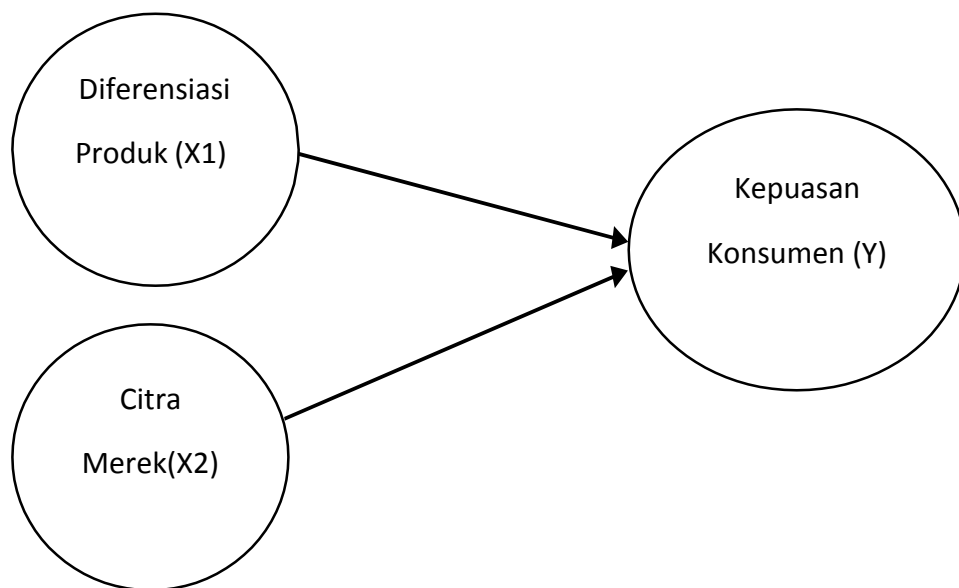 Diferensiasi
Produk (X1)
Kepuasan
Konsumen (Y)
Citra
Merek(X2)